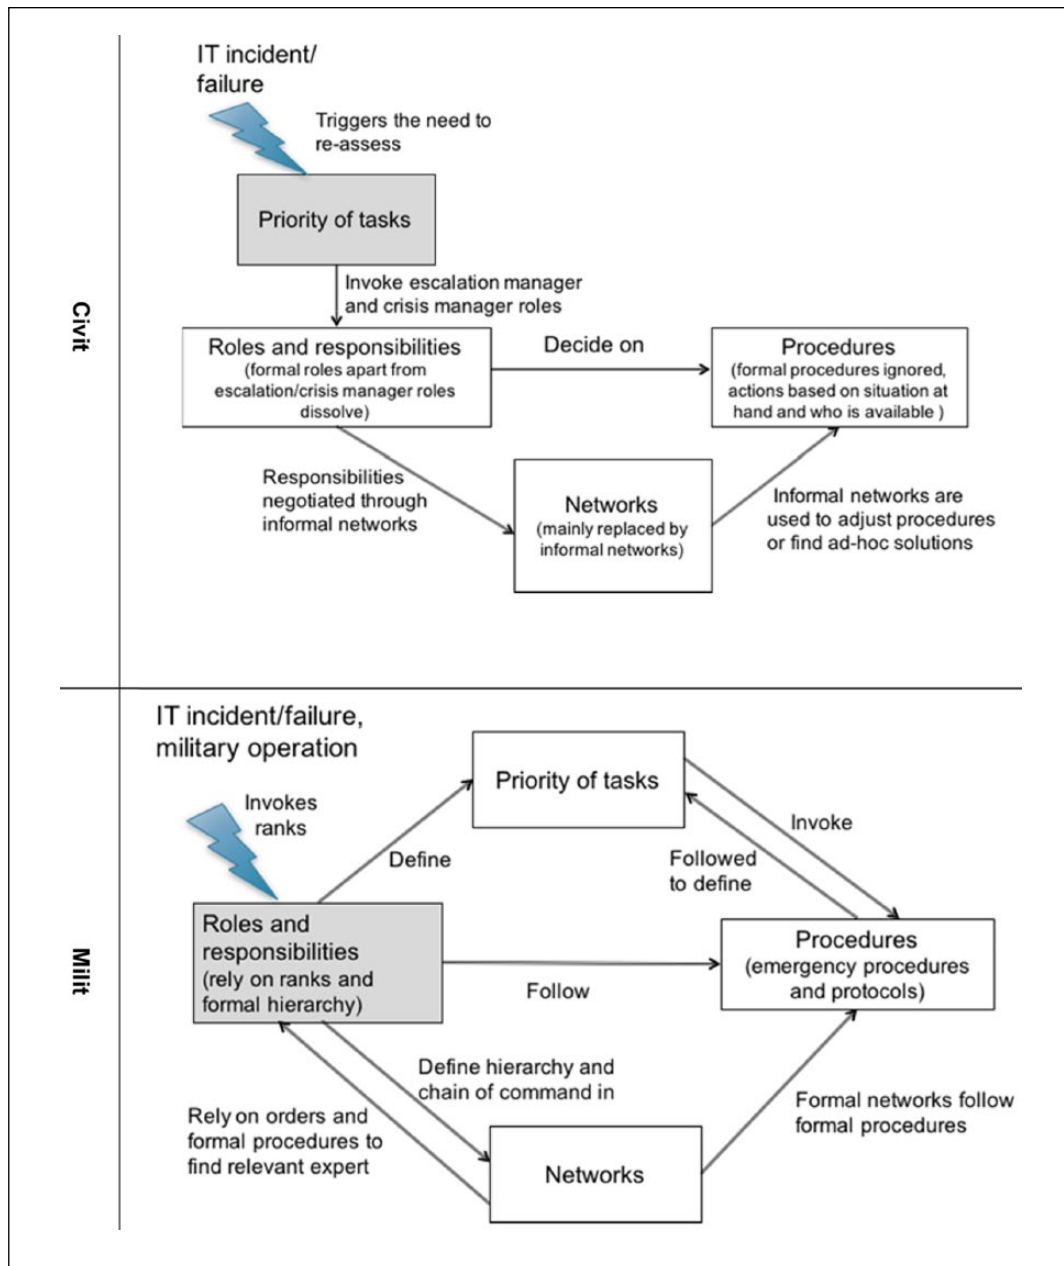 IT incident/
failure
Triggers the need to
re-assess
Priority of tasks
Invoke escalation manager
and crisis manager roles
Civit
Roles and responsibilities
(formal roles apart from
escalation/crisis manager roles
dissolve)
Decide on
Procedures
(formal procedures ignored,
actions based on situation at
hand and who is available )
Responsibilities
negotiated through
informal networks
Networks
(mainly replaced by
informal networks)
Informal networks are
used to adjust procedures
or find ad-hoc solutions
IT incident/failure,
military operation
Invokes
ranks
Priority of tasks
Define
Invoke
Followed
to define
Milit
Roles and
responsibilities
(rely on ranks and
formal hierarchy)
Follow
Procedures
(emergency procedures
and protocols)
Define hierarchy and
chain of command in
Rely on orders and
formal procedures to
find relevant expert
Networks
Formal networks follow
formal procedures